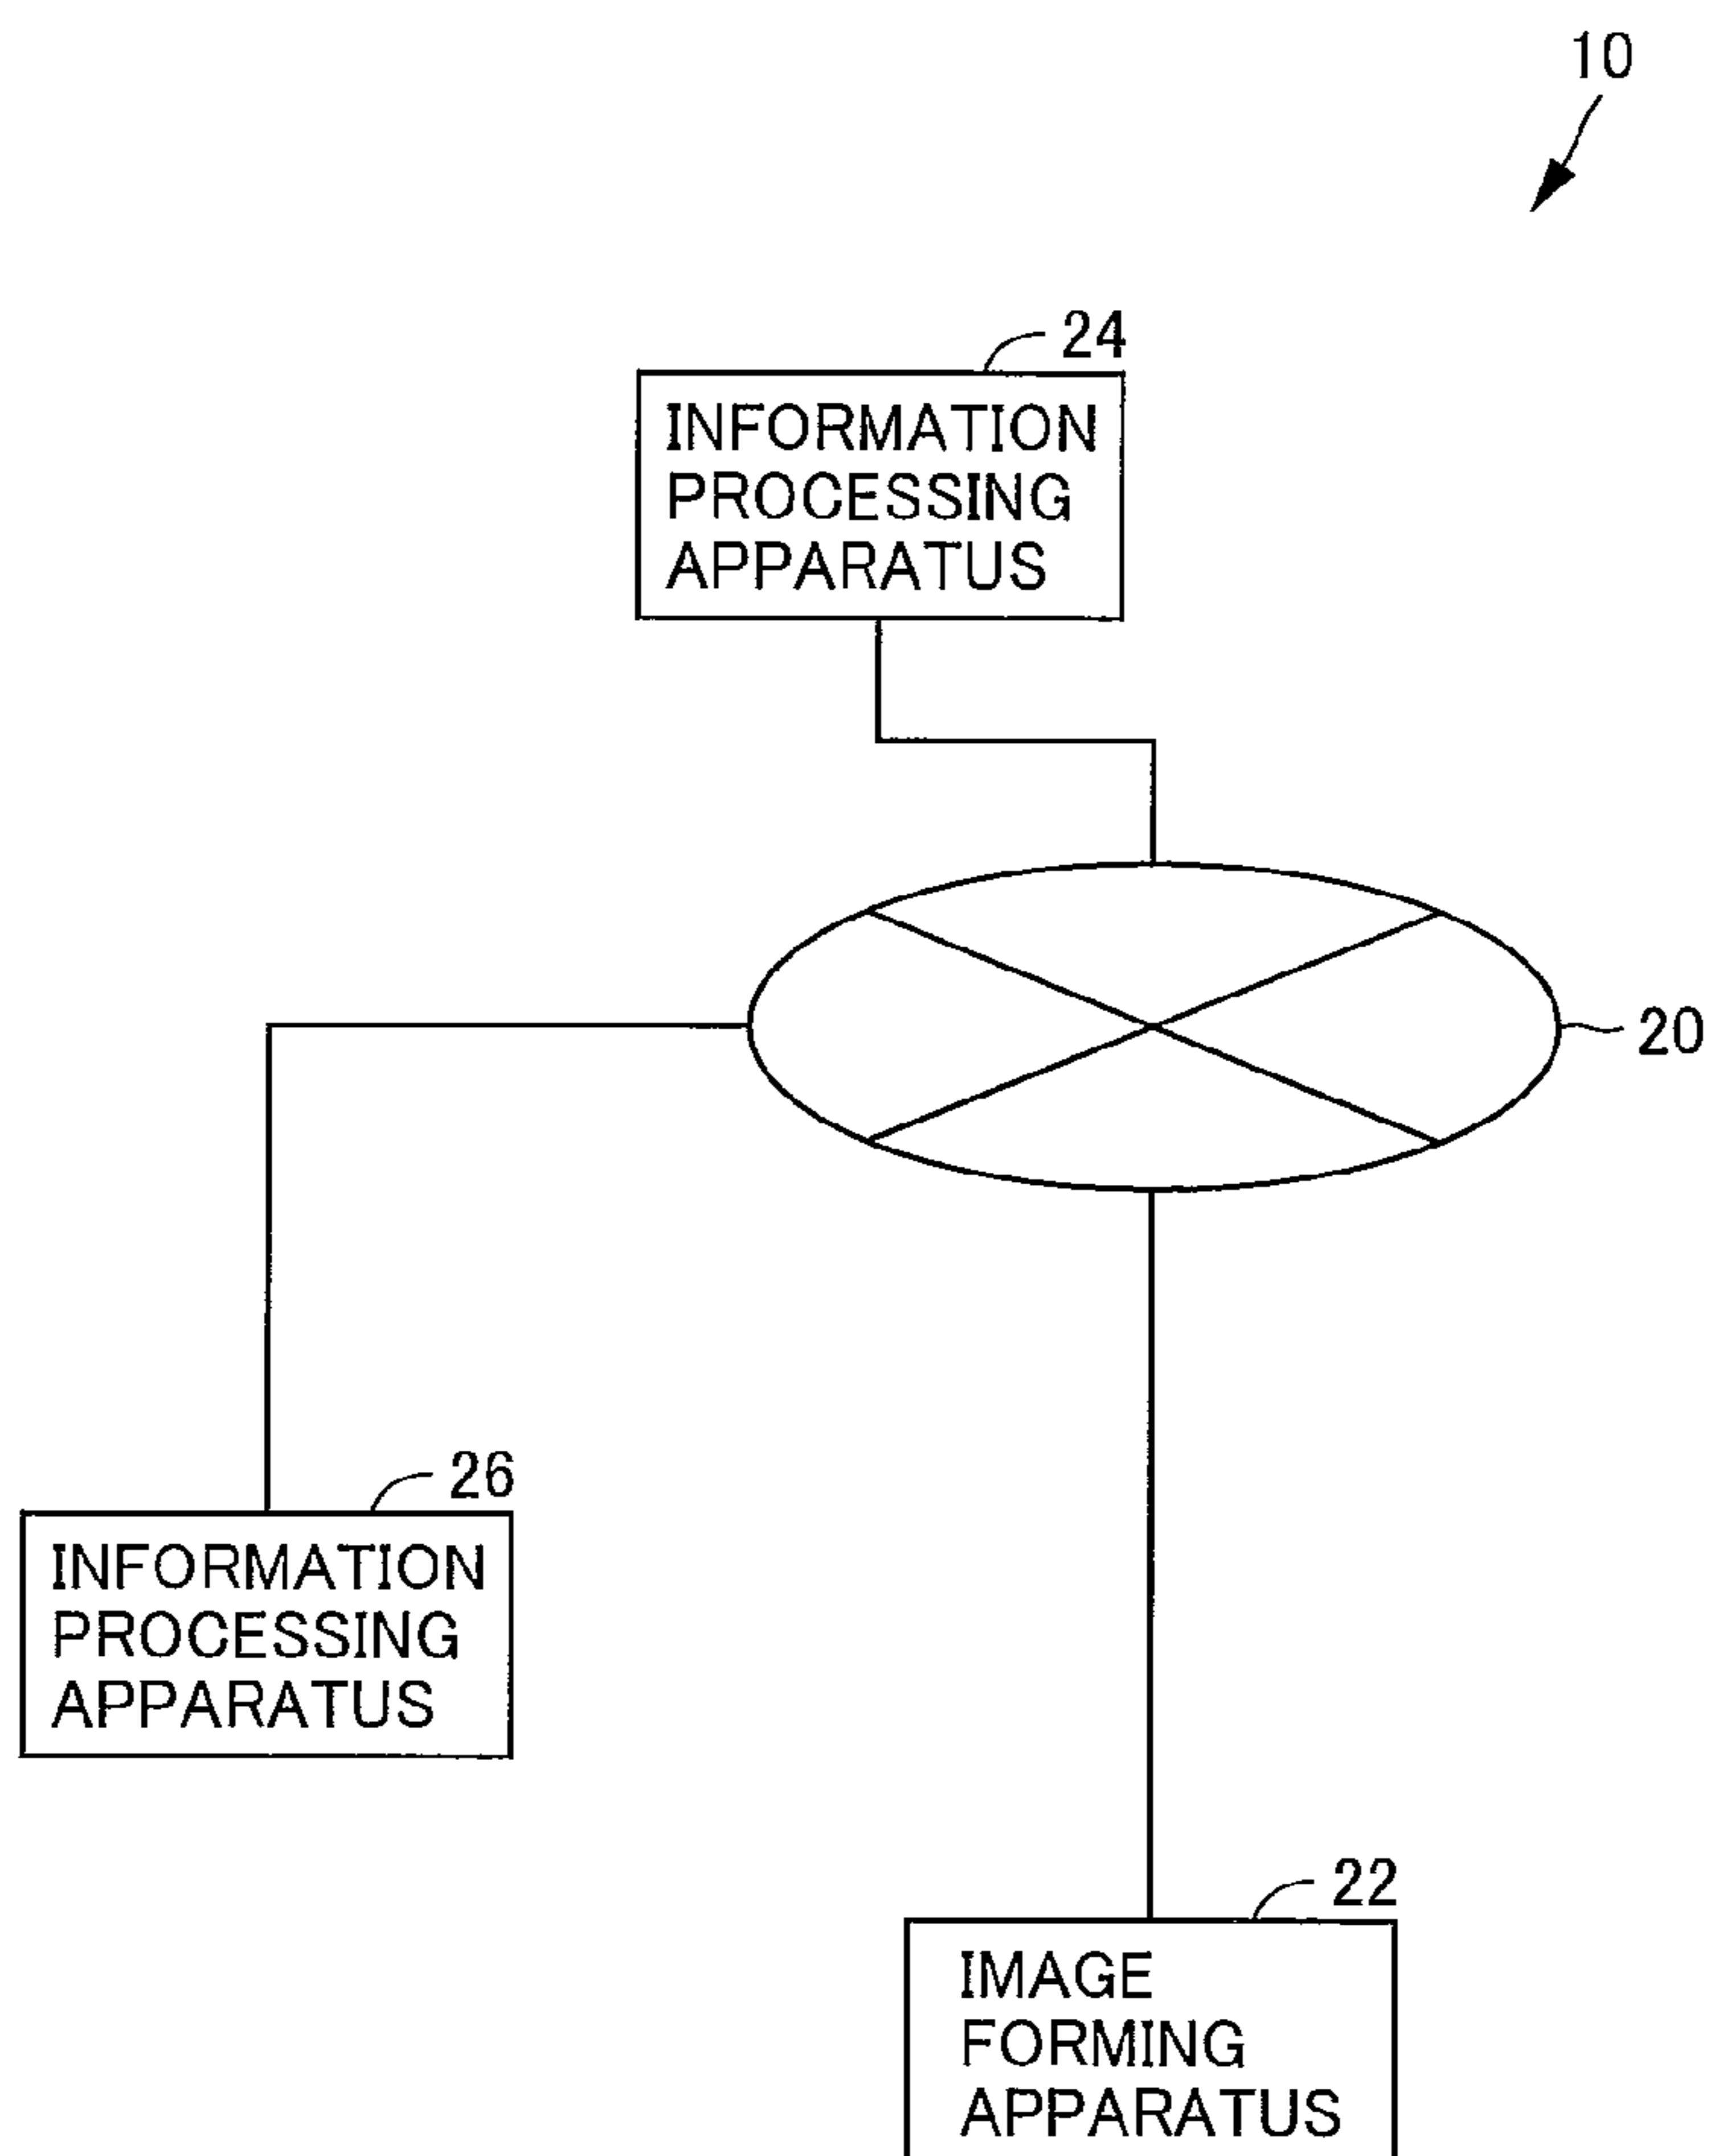 10
24
INFORMATION
PROCESSING
APPARATUS
20
26
INFORMATION
PROCESSING
APPARATUS
22
IMAGE
FORMING
APPARATUS